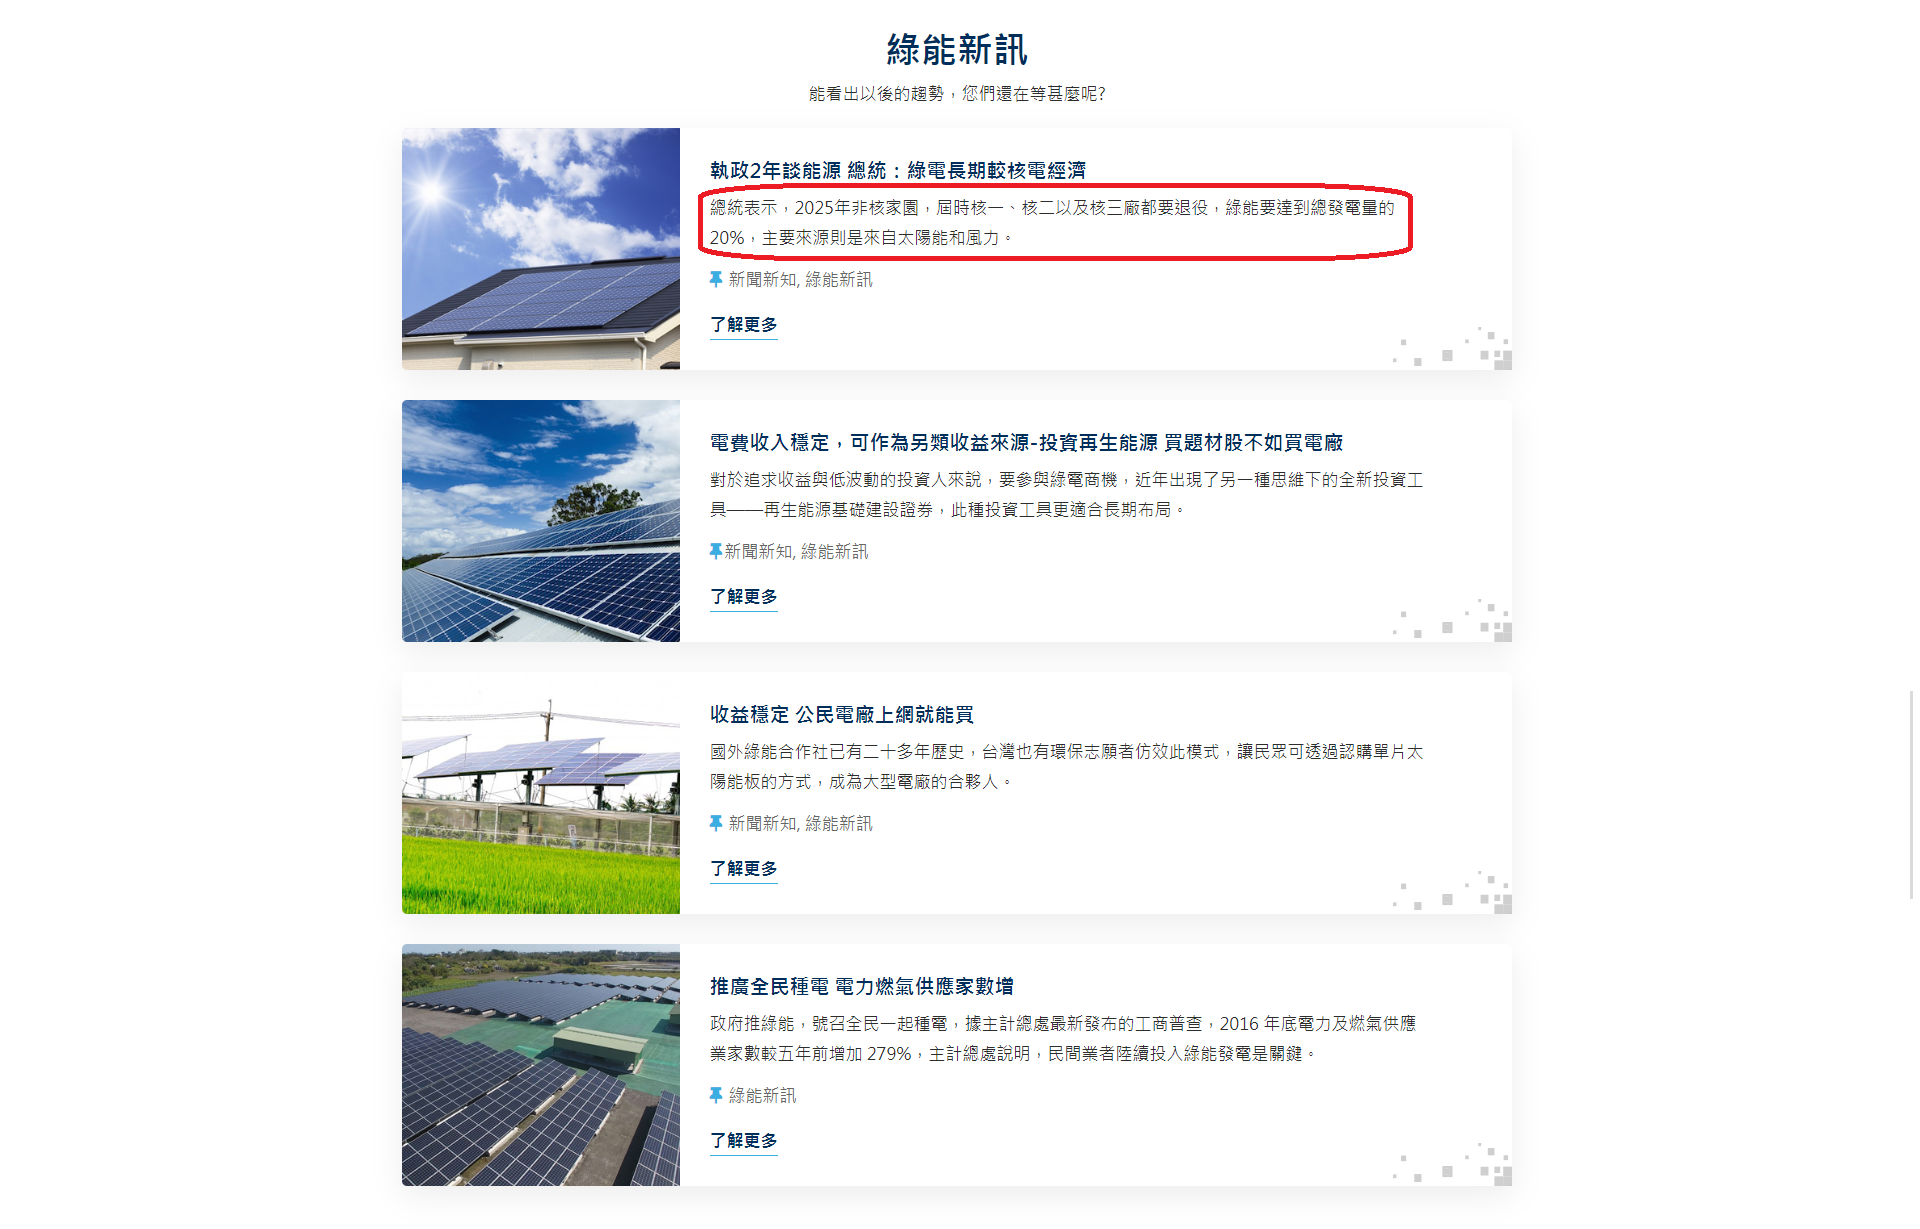 綠能新訊
能看出以後的趨勢，您們還在等甚麼呢?
執政2年談能源 總統：綠電長期較核電經濟
總統表示，2025年非核家園，屆時核一、核二以及核三廠都要退役，綠能要達到總發電量的
20%，主要來源則是來自太陽能和風力。
新聞新知, 綠能新訊
了解更多
電費收入穩定，可作為另類收益來源-投資再生能源 買題材股不如買電廠
對於追求收益與低波動的投資人來說，要參與綠電商機，近年出現了另一種思維下的全新投資工
具——再生能源基礎建設證券，此種投資工具更適合長期布局。
新聞新知, 綠能新訊
了解更多
收益穩定 公民電廠上網就能買
國外綠能合作社已有二十多年歷史，台灣也有環保志願者仿效此模式，讓民眾可透過認購單片太
陽能板的方式，成為大型電廠的合夥人。
新聞新知, 綠能新訊
了解更多
推廣全民種電 電力燃氣供應家數增
政府推綠能，號召全民一起種電，據主計總處最新發布的工商普查，2016 年底電力及燃氣供應
業家數較五年前增加 279%，主計總處說明，民間業者陸續投入綠能發電是關鍵。
綠能新訊
了解更多